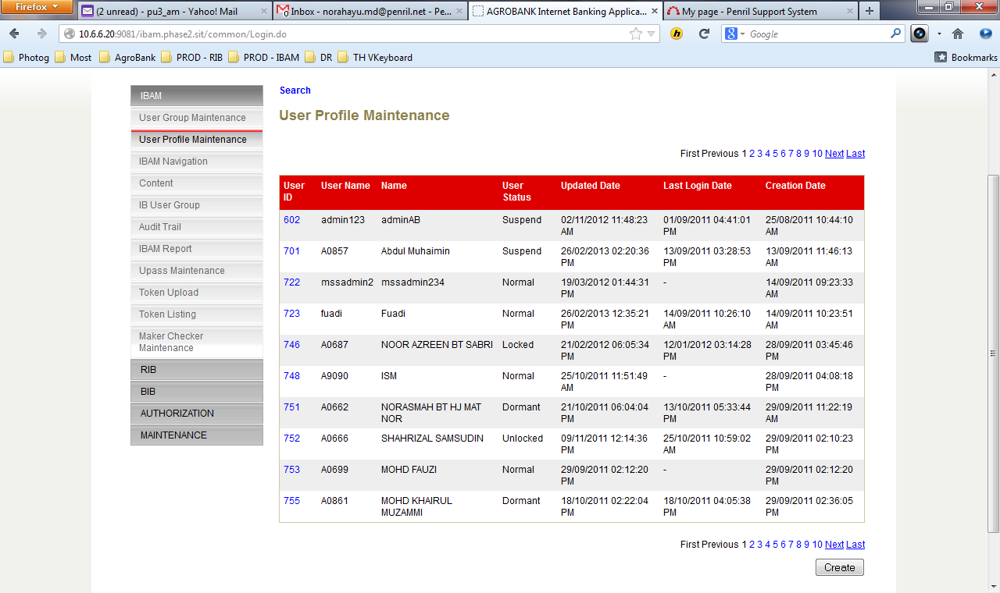 Firefox
(2 unread) - pu3_am - Yahoo! Mail
Inbox - norahayu.md@penril.net - Pe...
AGROBANK Internet Banking Applica...
My page - Penril Support System
10.6.6.20:9081/ibam.phase2.sit/common/Login.do
Google
Photog
Most
AgroBank
PROD - RIB
PROD - IBAM
DR
TH VKeyboard
Bookmarks
IBAM
User Group Maintenance
User Profile Maintenance
IBAM Navigation
Content
IB User Group
Audit Trail
IBAM Report
Upass Maintenance
Token Upload
Token Listing
Maker Checker
Maintenance
RIB
BIB
AUTHORIZATION
MAINTENANCE
Search
User Profile Maintenance
First Previous 1 2 3 4 5 6 7 8 9 10 Next Last
User ID User Name Name User Status Updated Date Last Login Date Creation Date
602 admin123 adminAB Suspend 02/11/2012 11:48:23 AM 01/09/2011 04:41:01 PM 25/08/2011 10:44:10 AM
701 A0857 Abdul Muhaimin Suspend 26/02/2013 02:20:36 PM 13/09/2011 03:28:53 PM 13/09/2011 11:46:13 AM
722 mssadmin2 mssadmin234 Normal 19/03/2012 01:44:31 PM - 14/09/2011 09:23:33 AM
723 fuadi Fuadi Normal 26/02/2013 12:35:21 PM 14/09/2011 10:26:10 AM 14/09/2011 10:23:51 AM
746 A0687 NOOR AZREEN BT SABRI Locked 21/02/2012 06:05:34 PM 12/01/2012 03:14:28 PM 28/09/2011 03:45:46 PM
748 A9090 ISM Normal 25/10/2011 11:51:49 AM - 28/09/2011 04:08:18 PM
751 A0662 NORASMAH BT HJ MAT NOR Dormant 21/10/2011 06:04:04 PM 13/10/2011 05:33:44 PM 29/09/2011 11:22:19 AM
752 A0666 SHAHRIZAL SAMSUDIN Unlocked 09/11/2011 12:14:36 PM 25/10/2011 10:59:02 AM 29/09/2011 02:10:23 PM
753 A0699 MOHD FAUZI Normal 29/09/2011 02:12:20 PM - 29/09/2011 02:12:20 PM
755 A0861 MOHD KHAIRUL MUZAMMI Dormant 18/10/2011 02:22:04 PM 18/10/2011 04:05:38 PM 29/09/2011 02:36:05 PM
First Previous 1 2 3 4 5 6 7 8 9 10 Next Last
Create